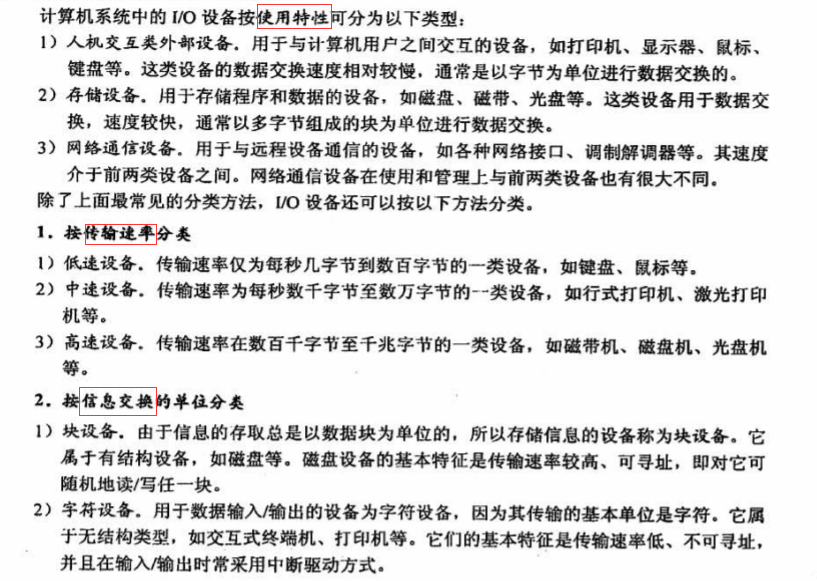 计算机系统中的 I/O 设备按使用特性可分为以下类型：
1）人机交互类外部设备．用于与计算机用户之间交互的设备，如打印机、显示器、鼠标、
键盘等。这类设备的数据交换速度相对较慢，通常是以字节为单位进行数据交换的。
2）存储设备．用于存储程序和数据的设备，如磁盘、磁带、光盘等。这类设备用于数据交
换，速度较快，通常以多字节组成的块为单位进行数据交换。
3）网络通信设备．用于与远程设备通信的设备，如各种网络接口、调制解调器等。其速度
介于前两类设备之间。网络通信设备在使用和管理上与前两类设备也有很大不同。
除了上面最常见的分类方法，I/O 设备还可以按以下方法分类。
1．按传输速率分类
1）低速设备．传输速率仅为每秒几字节到数百字节的一类设备，如键盘、鼠标等。
2）中速设备．传输速率为每秒数千字节至数万字节的一类设备，如行式打印机、激光打印
机等。
3）高速设备．传输速率在数百千字节至千兆字节的一类设备，如磁带机、磁盘机、光盘机
等。
2．按信息交换的单位分类
1）块设备．由于信息的存取总是以数据块为单位的，所以存储信息的设备称为块设备。它
属于有结构设备，如磁盘等。磁盘设备的基本特征是传输速率较高、可寻址，即对它可
随机地读/写任一块。
2）字符设备．用于数据输入/输出的设备为字符设备，因为其传输的基本单位是字符。它属
于无结构类型，如交互式终端机、打印机等。它们的基本特征是传输速率低、不可寻址，
并且在输入/输出时常采用中断驱动方式。